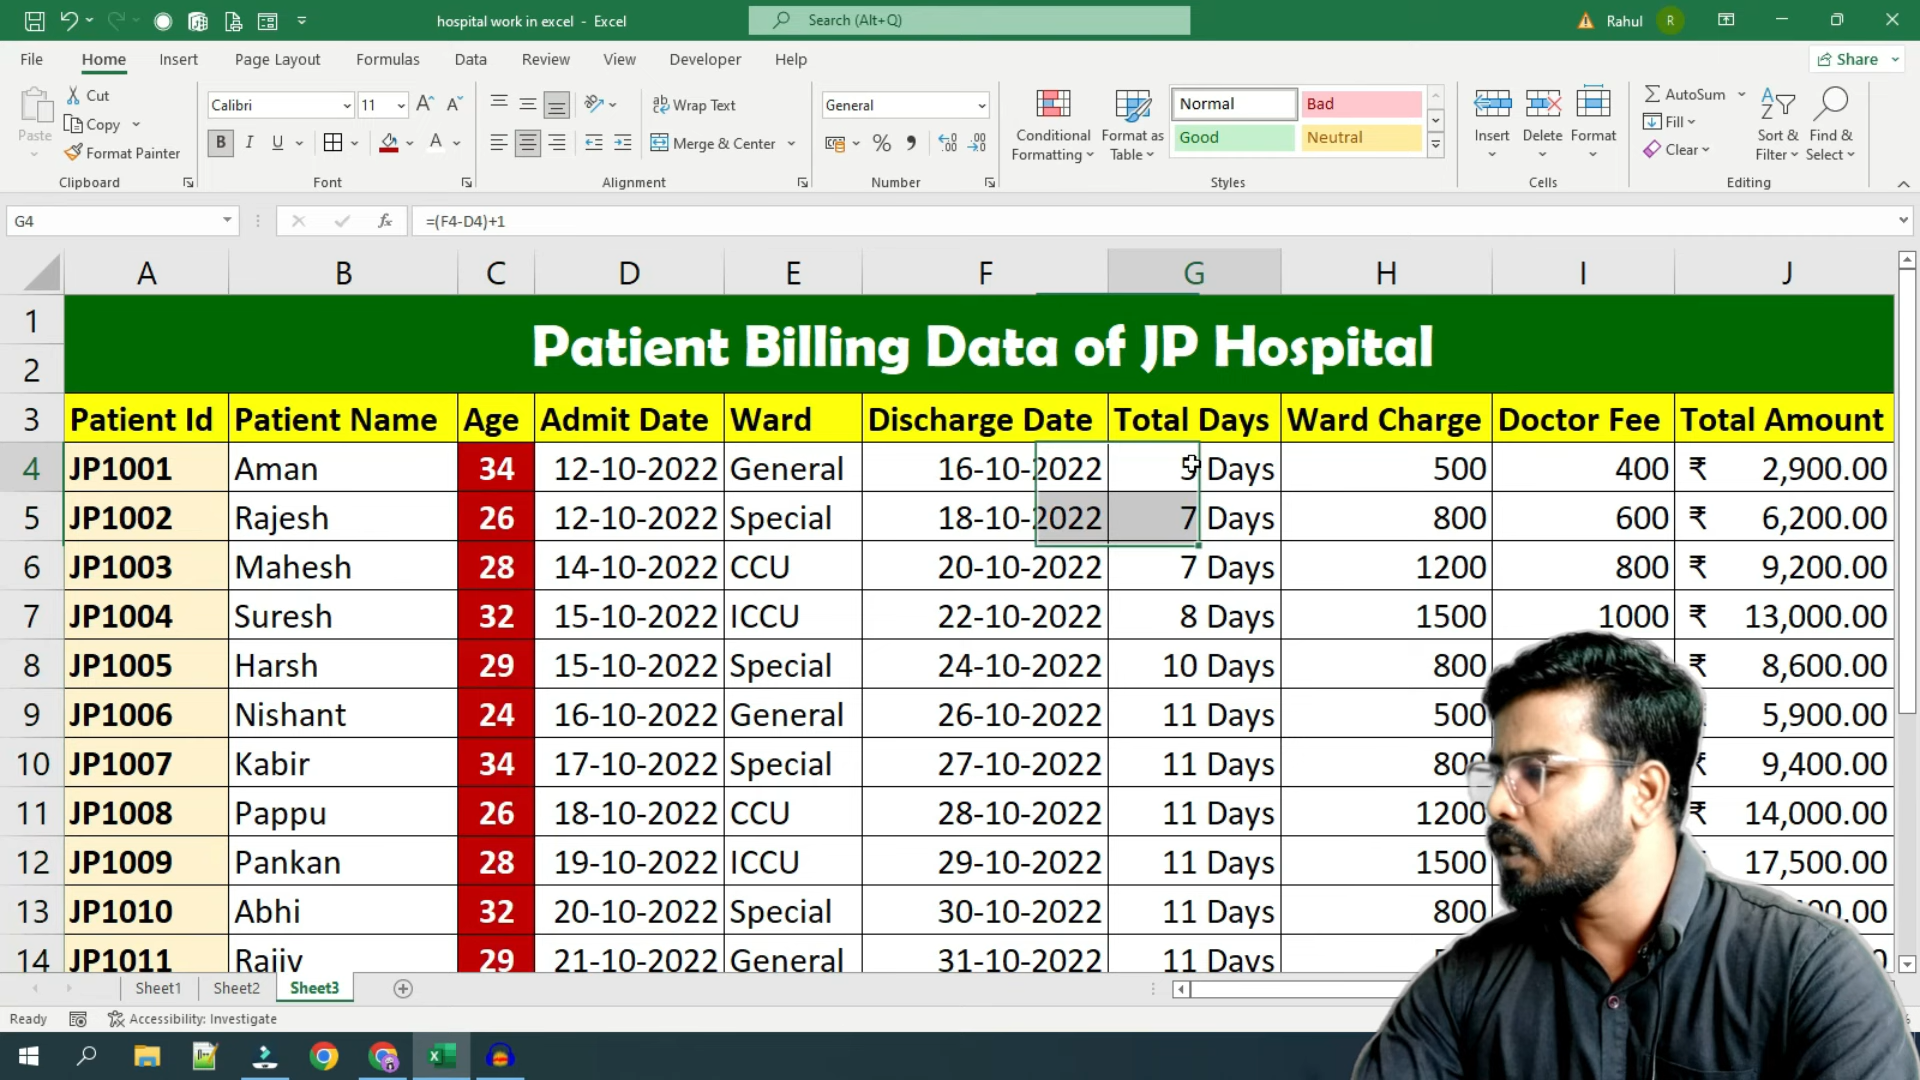 hospital work in excel - Excel
Search (Alt+Q)
Rahul
R
File Home Insert Page Layout Formulas Data Review View Developer Help
Share
Paste
Cut
Copy
Format Painter
Clipboard
Calibri 11
B I U
Font
Wrap Text
Merge & Center
Alignment
General
Number
Conditional Formatting
Format as Table
Normal Bad
Good Neutral
Styles
Insert Delete Format
Cells
AutoSum
Fill
Clear
Sort & Filter
Find & Select
Editing
G4 fx =(F4-D4)+1
A B C D E F G H I J
1
2
Patient Billing Data of JP Hospital
3 Patient Id Patient Name Age Admit Date Ward Discharge Date Total Days Ward Charge Doctor Fee Total Amount
4 JP1001 Aman 34 12-10-2022 General 16-10-2022 Days 500 400 ₹ 2,900.00
5 JP1002 Rajesh 26 12-10-2022 Special 18-10-2022 7 Days 800 600 ₹ 6,200.00
6 JP1003 Mahesh 28 14-10-2022 CCU 20-10-2022 7 Days 1200 800 ₹ 9,200.00
7 JP1004 Suresh 32 15-10-2022 ICCU 22-10-2022 8 Days 1500 1000 ₹ 13,000.00
8 JP1005 Harsh 29 15-10-2022 Special 24-10-2022 10 Days 800 ₹ 8,600.00
9 JP1006 Nishant 24 16-10-2022 General 26-10-2022 11 Days 500 5,900.00
10 JP1007 Kabir 34 17-10-2022 Special 27-10-2022 11 Days 800 ₹ 9,400.00
11 JP1008 Pappu 26 18-10-2022 CCU 28-10-2022 11 Days 1200 ₹ 14,000.00
12 JP1009 Pankan 28 19-10-2022 ICCU 29-10-2022 11 Days 1500 17,500.00
13 JP1010 Abhi 32 20-10-2022 Special 30-10-2022 11 Days 800
14 JP1011 Rajiv 29 21-10-2022 General 31-10-2022 11 Days
Sheet1 Sheet2 Sheet3
Ready Accessibility: Investigate